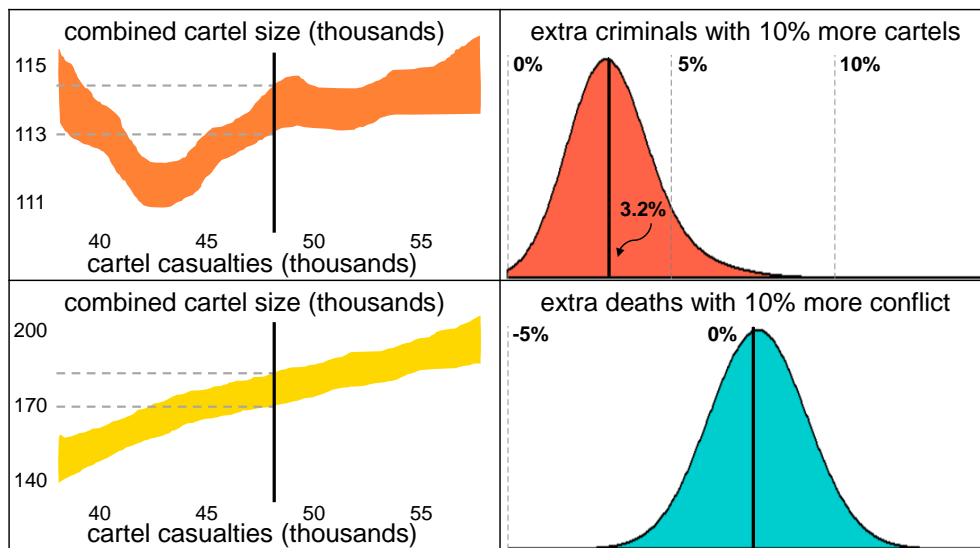 combined cartel size (thousands)
115
113
111
40 45 50 55
cartel casualties (thousands)
extra criminals with 10% more cartels
0% 5% 10%
3.2%
combined cartel size (thousands)
200
170
140
40 45 50 55
cartel casualties (thousands)
extra deaths with 10% more conflict
-5% 0%